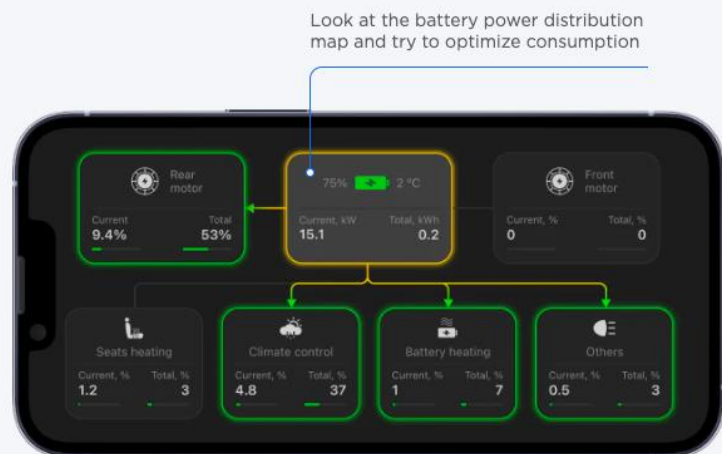 Look at the battery power distribution
map and try to optimize consumption
Rear
motor
Current Total
9.4% 53%
75% 2 °C
Current, kW Total, kWh
15.1 0.2
Front
motor
Current, % Total, %
0 0
Seats heating
Current, % Total, %
1.2 3
Climate control
Current, % Total, %
4.8 37
Battery heating
Current, % Total, %
1 7
Others
Current, % Total, %
0.5 3